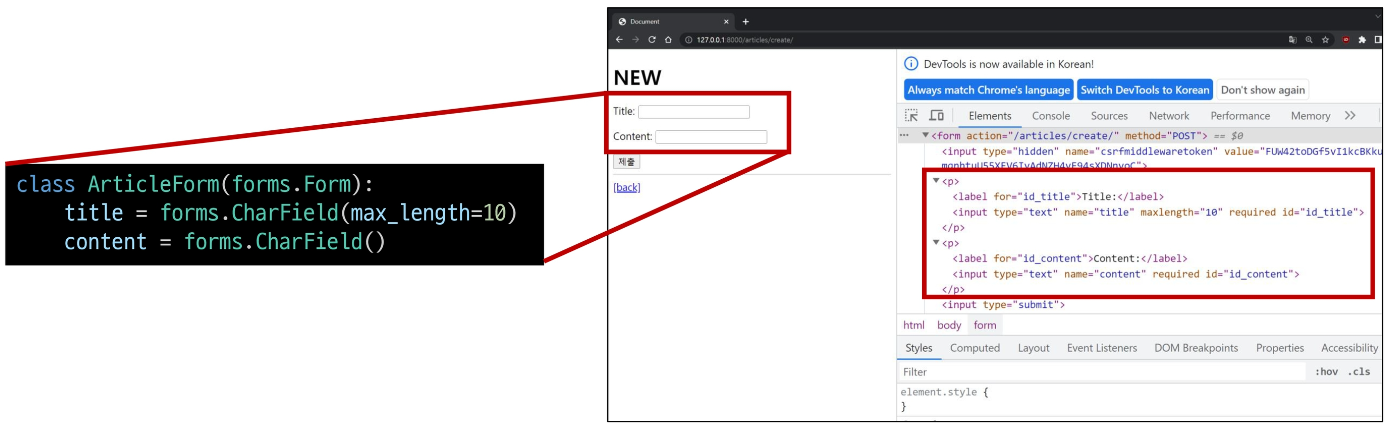 class ArticleForm(forms.Form):
    title = forms.CharField(max_length=10)
    content = forms.CharField()
Document
127.0.0.1:8000/articles/create/
NEW
Title:
Content:
제출
[back]
DevTools is now available in Korean!
Always match Chrome's language Switch DevTools to Korean Don't show again
Elements Console Sources Network Performance Memory
<form action="/articles/create/" method="POST"> == $0
<input type="hidden" name="csrfmiddlewaretoken" value="
<p>
<label for="id_title">Title:</label>
<input type="text" name="title" maxlength="10" required id="id_title">
</p>
<p>
<label for="id_content">Content:</label>
<input type="text" name="content" required id="id_content">
</p>
<input type="submit">
html body form
Styles Computed Layout Event Listeners DOM Breakpoints Properties Accessibility
Filter :hov .cls
element.style {
}